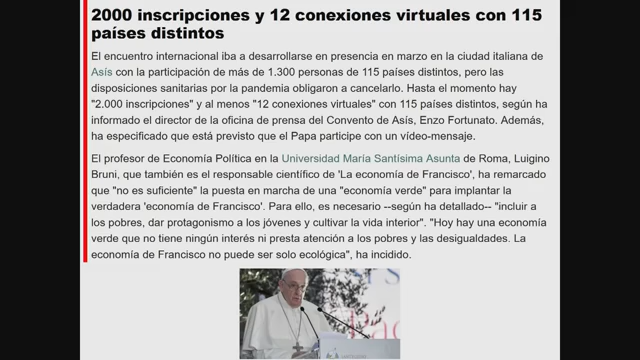 2000 inscripciones y 12 conexiones virtuales con 115
países distintos
El encuentro internacional iba a desarrollarse en presencia en marzo en la ciudad italiana de
Asís con la participación de más de 1.300 personas de 115 países distintos, pero las
disposiciones sanitarias por la pandemia obligaron a cancelarlo. Hasta el momento hay
"2.000 inscripciones" y al menos "12 conexiones virtuales" con 115 países distintos, según ha
informado el director de la oficina de prensa del Convento de Asís, Enzo Fortunato. Además,
ha especificado que está previsto que el Papa participe con un vídeo-mensaje.
El profesor de Economía Política en la Universidad María Santísima Asunta de Roma, Luigino
Bruni, que también es el responsable científico de 'La economía de Francisco', ha remarcado
que "no es suficiente" la puesta en marcha de una "economía verde" para implantar la
verdadera 'economía de Francisco'. Para ello, es necesario --según ha detallado-- "incluir a
los pobres, dar protagonismo a los jóvenes y cultivar la vida interior". "Hoy hay una economía
verde que no tiene ningún interés ni presta atención a los pobres y las desigualdades. La
economía de Francisco no puede ser solo ecológica", ha incidido.